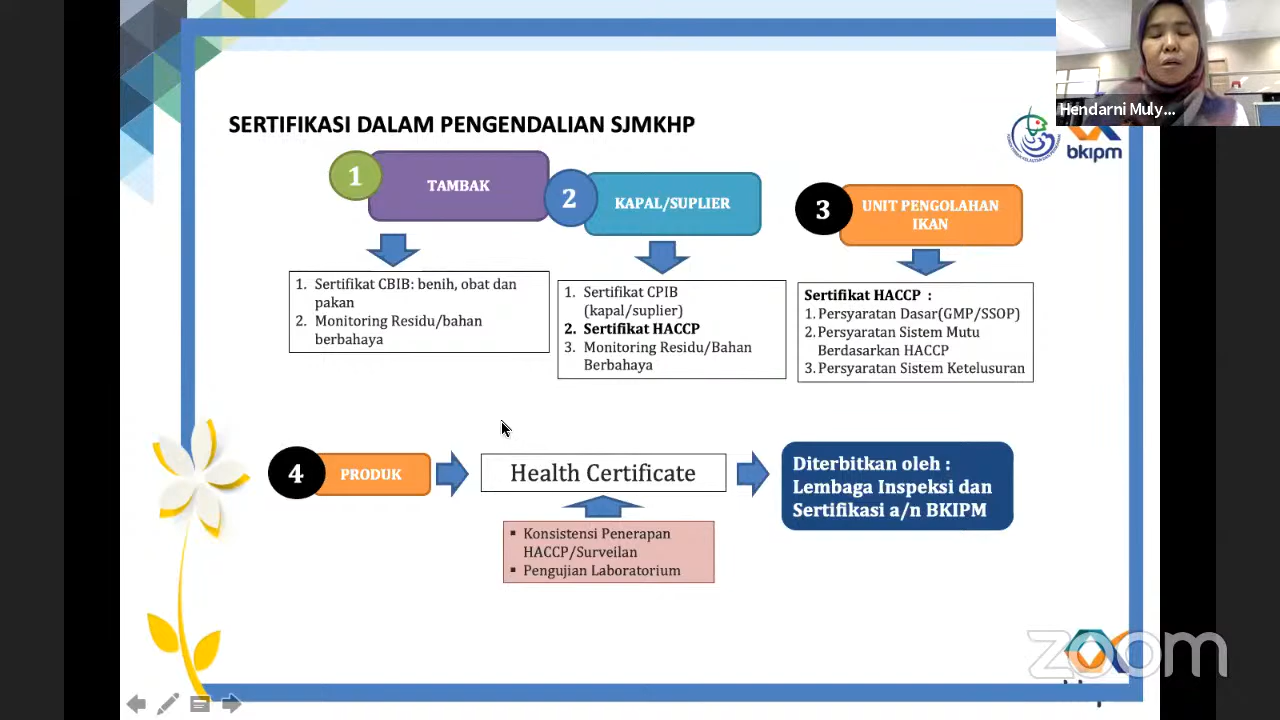 Hendarni Muly...
SERTIFIKASI DALAM PENGENDALIAN SJMKHP
bkipm
1
TAMBAK
2
KAPAL/SUPLIER
3
UNIT PENGOLAHAN
IKAN
1. Sertifikat CBIB: benih, obat dan
pakan
2. Monitoring Residu/bahan
berbahaya
1. Sertifikat CPIB
(kapal/suplier)
2. Sertifikat HACCP
3. Monitoring Residu/Bahan
Berbahaya
Sertifikat HACCP :
1. Persyaratan Dasar(GMP/SSOP)
2. Persyaratan Sistem Mutu
Berdasarkan HACCP
3. Persyaratan Sistem Ketelusuran
4
PRODUK
Health Certificate
Diterbitkan oleh :
Lembaga Inspeksi dan
Sertifikasi a/n BKIPM
▪ Konsistensi Penerapan
HACCP/Surveilan
▪ Pengujian Laboratorium
zoom